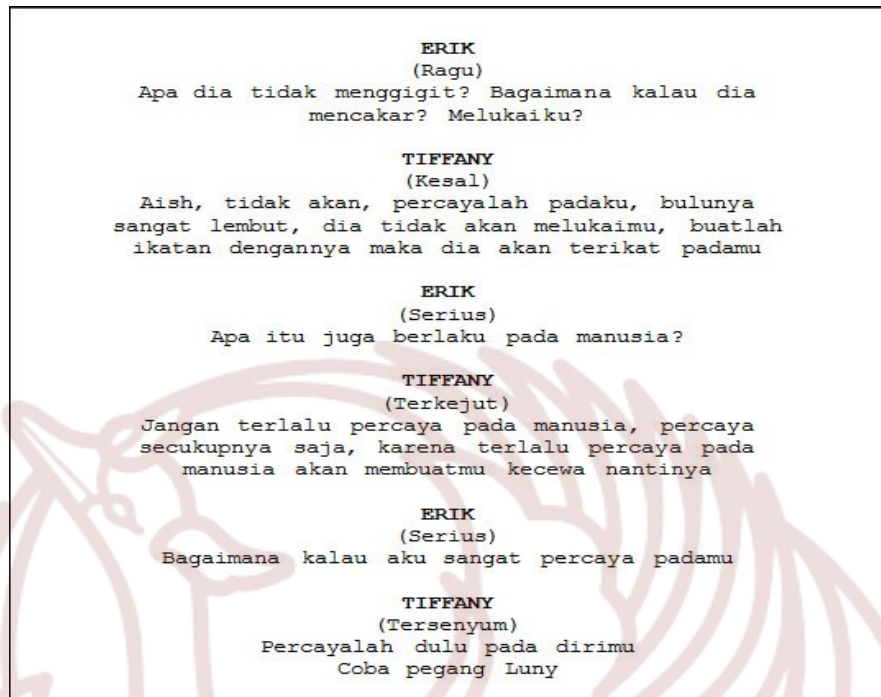 ERIK
(Ragu)
Apa dia tidak menggigit? Bagaimana kalau dia
mencakar? Melukaiku?
TIFFANY
(Kesal)
Aish, tidak akan, percayalah padaku, bulunya
sangat lembut, dia tidak akan melukaimu, buatlah
ikatan dengannya maka dia akan terikat padamu
ERIK
(Serius)
Apa itu juga berlaku pada manusia?
TIFFANY
(Terkejut)
Jangan terlalu percaya pada manusia, percaya
secukupnya saja, karena terlalu percaya pada
manusia akan membuatmu kecewa nantinya
ERIK
(Serius)
Bagaimana kalau aku sangat percaya padamu
TIFFANY
(Tersenyum)
Percayalah dulu pada dirimu
Coba pegang Luny